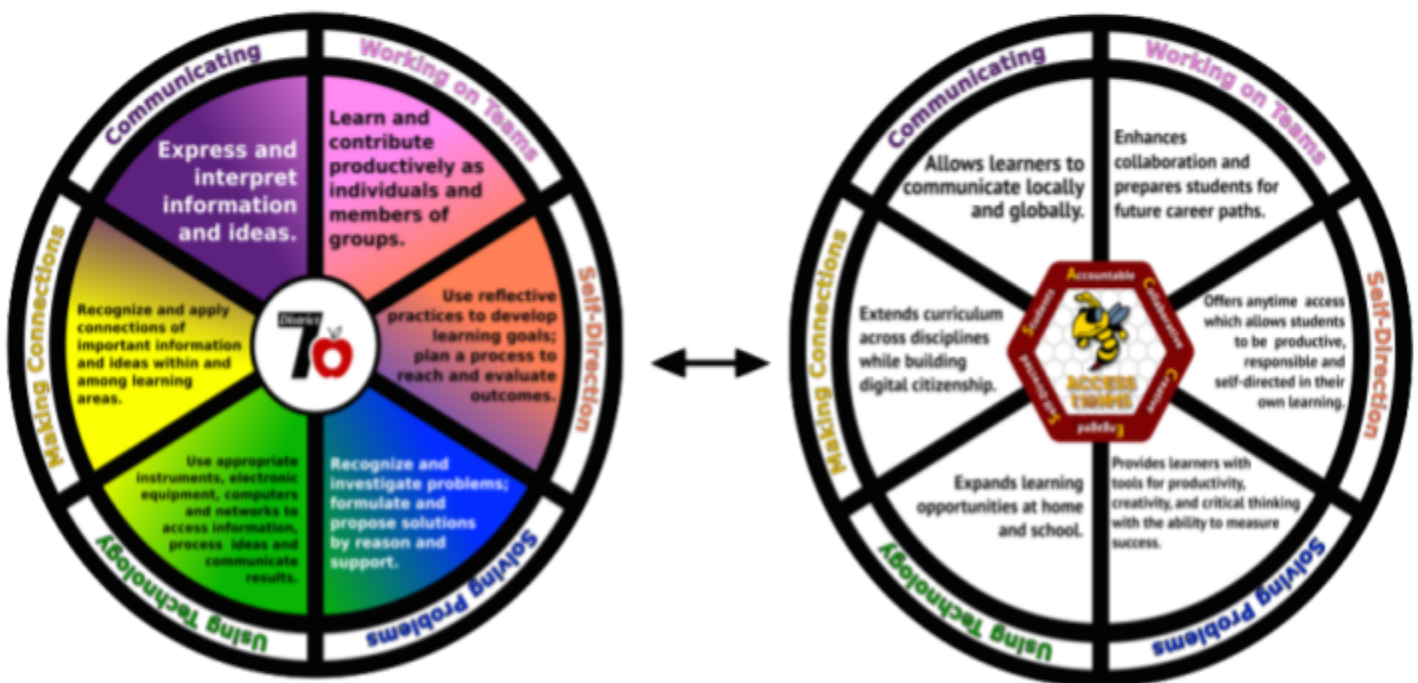 Communicating
Working on Teams
Self-Direction
Solving Problems
Using Technology
Making Connections
Express and
interpret
information
and ideas.
Learn and
contribute
productively as
individuals and
members of
groups.
Use reflective
practices to develop
learning goals;
plan a process to
reach and evaluate
outcomes.
Recognize and
investigate problems;
formulate and
propose solutions
by reason and
support.
Use appropriate
instruments, electronic
equipment, computers
and networks to
access information,
process ideas and
communicate
results.
Recognize and apply
connections of
important information
and ideas within and
among learning
areas.
District
70
Communicating
Working on Teams
Self-Direction
Solving Problems
Using Technology
Making Connections
Allows learners to
communicate locally
and globally.
Enhances
collaboration and
prepares students for
future career paths.
Offers anytime access
which allows students
to be productive,
responsible and
self-directed in their
own learning.
Provides learners with
tools for productivity,
creativity, and critical thinking
with the ability to measure
success.
Expands learning
opportunities at home
and school.
Extends curriculum
across disciplines
while building
digital citizenship.
Accountable
Collaborative
Creative
Engaged
Self-Directed
Students
ACCESS